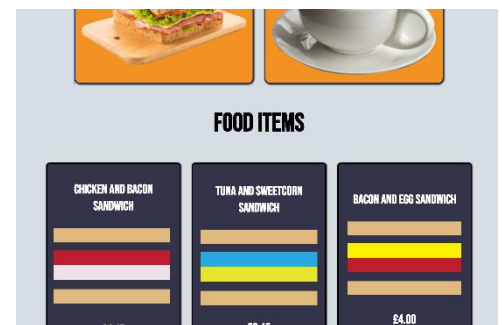 FOOD ITEMS
CHICKEN AND BACON
SANDWICH
TUNA AND SWEETCORN
SANDWICH
BACON AND EGG SANDWICH
£4.00